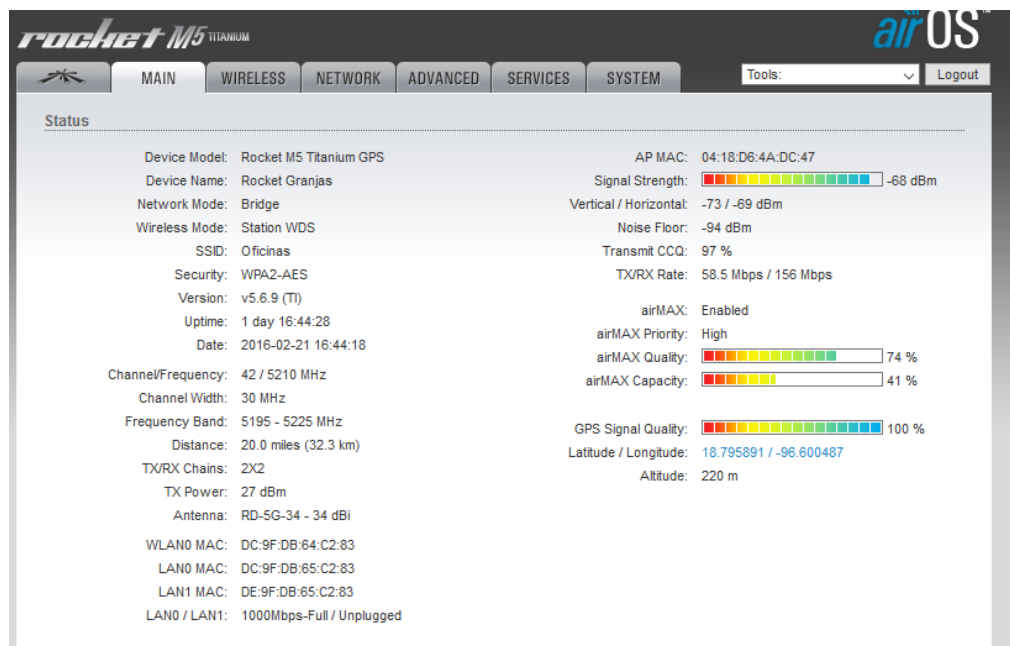 rocket M5 TITANIUM
airOS™
MAIN WIRELESS NETWORK ADVANCED SERVICES SYSTEM Tools: Logout
Status
Device Model: Rocket M5 Titanium GPS
Device Name: Rocket Granjas
Network Mode: Bridge
Wireless Mode: Station WDS
SSID: Oficinas
Security: WPA2-AES
Version: v5.6.9 (TI)
Uptime: 1 day 16:44:28
Date: 2016-02-21 16:44:18
Channel/Frequency: 42 / 5210 MHz
Channel Width: 30 MHz
Frequency Band: 5195 - 5225 MHz
Distance: 20.0 miles (32.3 km)
TX/RX Chains: 2X2
TX Power: 27 dBm
Antenna: RD-5G-34 - 34 dBi
WLAN0 MAC: DC:9F:DB:64:C2:83
LAN0 MAC: DC:9F:DB:65:C2:83
LAN1 MAC: DE:9F:DB:65:C2:83
LAN0 / LAN1: 1000Mbps-Full / Unplugged
AP MAC: 04:18:D6:4A:DC:47
Signal Strength: -68 dBm
Vertical / Horizontal: -73 / -69 dBm
Noise Floor: -94 dBm
Transmit CCQ: 97 %
TX/RX Rate: 58.5 Mbps / 156 Mbps
airMAX: Enabled
airMAX Priority: High
airMAX Quality: 74 %
airMAX Capacity: 41 %
GPS Signal Quality: 100 %
Latitude / Longitude: 18.795891 / -96.600487
Altitude: 220 m